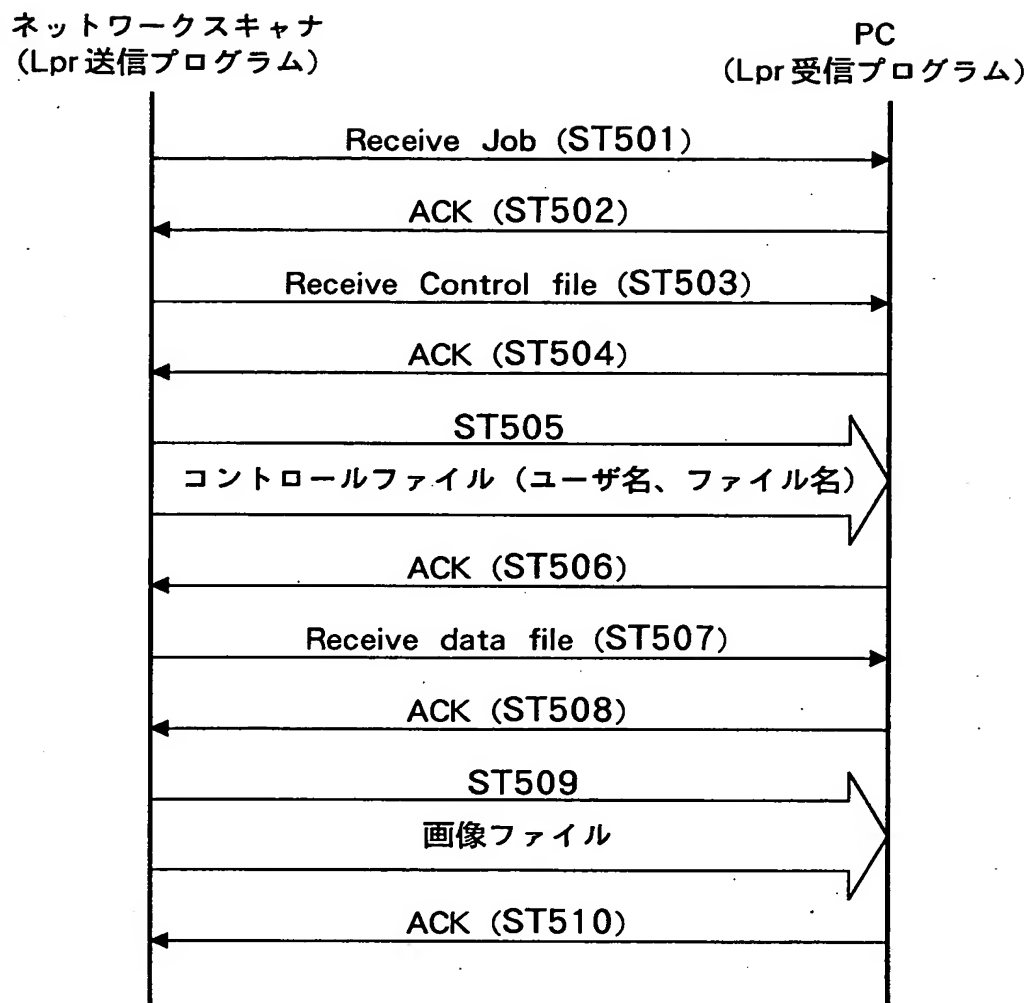 ネットワークスキャナ
(Lpr送信プログラム)
PC
(Lpr受信プログラム)
Receive Job (ST501)
ACK (ST502)
Receive Control file (ST503)
ACK (ST504)
ST505
コントロールファイル (ユーザ名、ファイル名)
ACK (ST506)
Receive data file (ST507)
ACK (ST508)
ST509
画像ファイル
ACK (ST510)